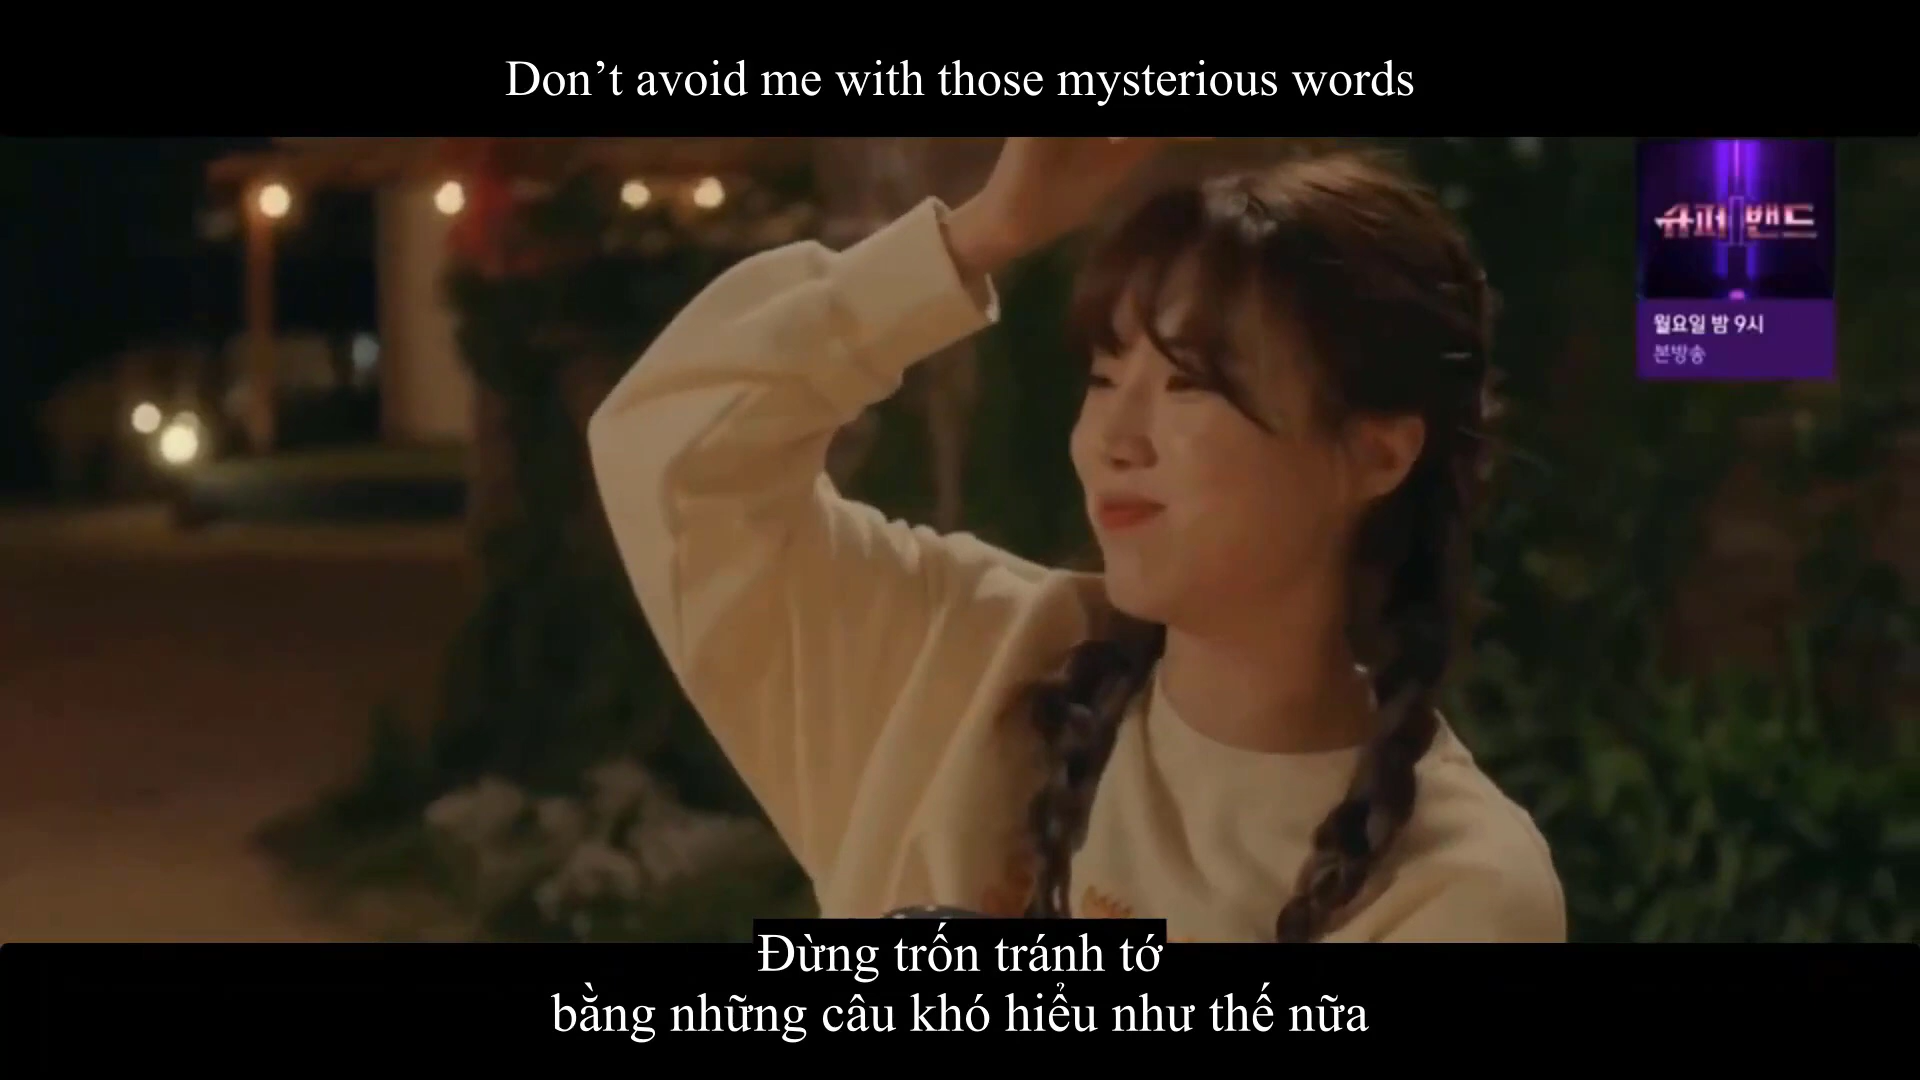 Don’t avoid me with those mysterious words
슈퍼밴드
월요일 밤 9시
본방송
Đừng trốn tránh tớ
bằng những câu khó hiểu như thế nữa